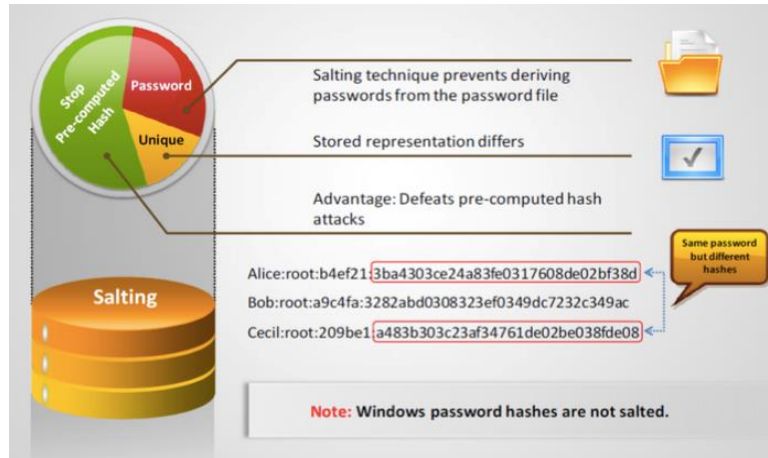 Stop
Pre-computed
Hash
Password
Unique
Salting technique prevents deriving
passwords from the password file
Stored representation differs
Advantage: Defeats pre-computed hash
attacks
Same password
but different
hashes
Salting
Alice:root:b4ef21:3ba4303ce24a83fe0317608de02bf38d
Bob:root:a9c4fa:3282abd0308323ef0349dc7232c349ac
Cecil:root:209be1:a483b303c23af34761de02be038fde08
Note: Windows password hashes are not salted.